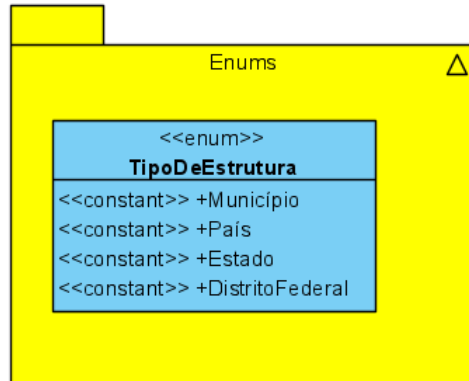 Enums
<<enum>>
TipoDeEstrutura
<<constant>> +Município
<<constant>> +País
<<constant>> +Estado
<<constant>> +DistritoFederal